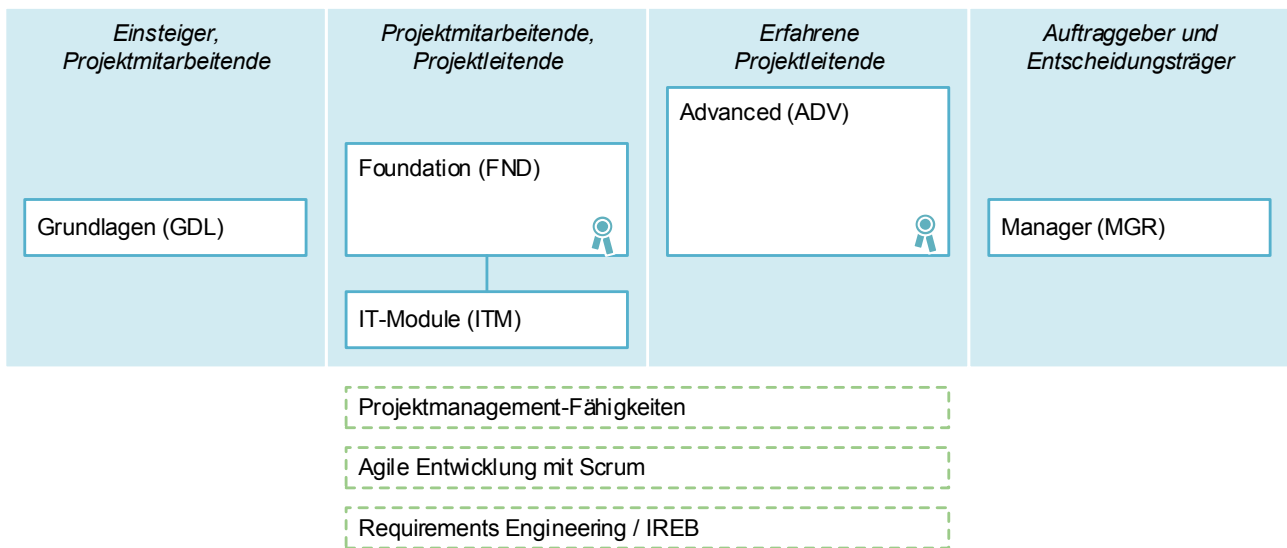 Einsteiger,
Projektmitarbeitende
Projektmitarbeitende,
Projektleitende
Erfahrene
Projektleitende
Auftraggeber und
Entscheidungsträger
Grundlagen (GDL)
Foundation (FND)
IT-Module (ITM)
Advanced (ADV)
Manager (MGR)
Projektmanagement-Fähigkeiten
Agile Entwicklung mit Scrum
Requirements Engineering / IREB